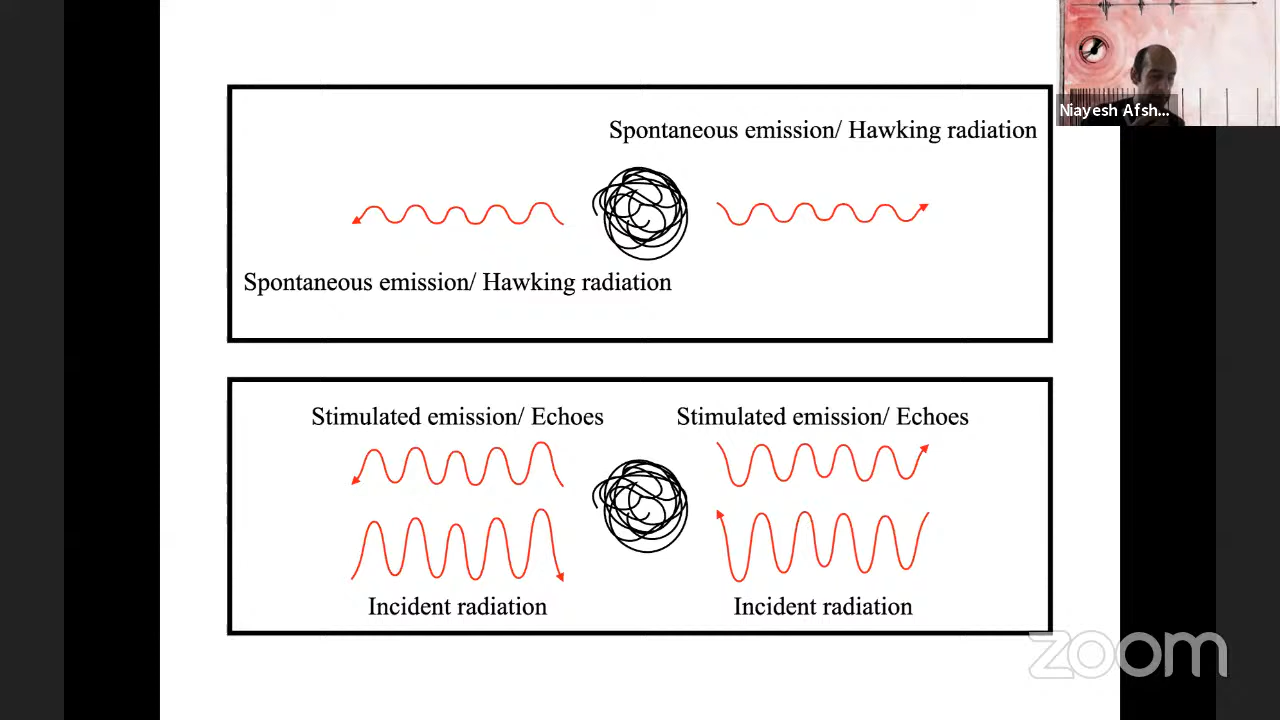 Niayesh Afsh...
Spontaneous emission/ Hawking radiation
Spontaneous emission/ Hawking radiation
Stimulated emission/ Echoes
Stimulated emission/ Echoes
Incident radiation
Incident radiation
zoom